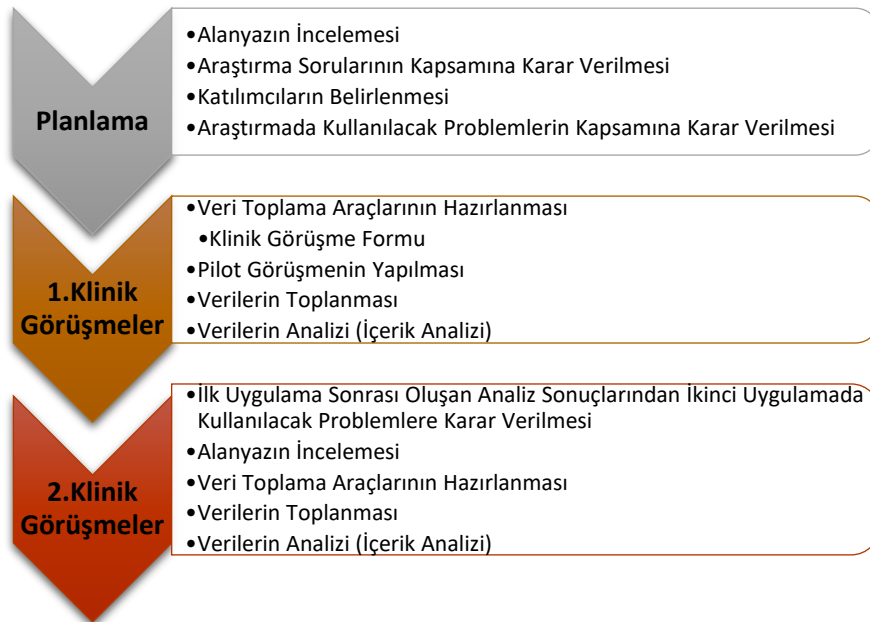 Planlama
•Alanyazın İncelemesi
•Araştırma Sorularının Kapsamına Karar Verilmesi
•Katılımcıların Belirlenmesi
•Araştırmada Kullanılacak Problemlerin Kapsamına Karar Verilmesi
1.Klinik
Görüşmeler
•Veri Toplama Araçlarının Hazırlanması
•Klinik Görüşme Formu
•Pilot Görüşmenin Yapılması
•Verilerin Toplanması
•Verilerin Analizi (İçerik Analizi)
2.Klinik
Görüşmeler
•İlk Uygulama Sonrası Oluşan Analiz Sonuçlarından İkinci Uygulamada
Kullanılacak Problemlere Karar Verilmesi
•Alanyazın İncelemesi
•Veri Toplama Araçlarının Hazırlanması
•Verilerin Toplanması
•Verilerin Analizi (İçerik Analizi)